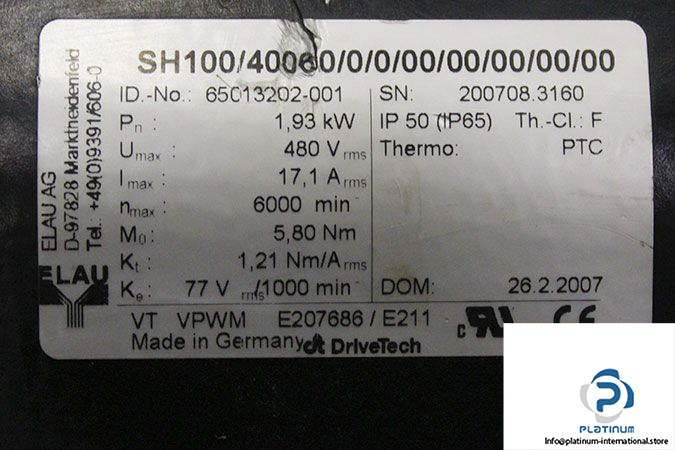 SH100/40060/0/0/00/00/00/00/00
ID.-No.: 65013202-001
Pn : 1,93 kW
Umax : 480 Vrms
Imax : 17,1 Arms
nmax : 6000 min⁻
M0 : 5,80 Nm
Kt : 1,21 Nm/Arms
Ke : 77 V rms/1000 min⁻
SN: 200708.3160
IP 50 (IP65) Th.-Cl.: F
Thermo: PTC
DOM: 26.2.2007
VT VPWM E207686 / E211
Made in Germany dt DriveTech
ELAU AG
D-97828 Marktheidenfeld
Tel.: +49(0)9391/606-0
ELAU
c RU CE
PLATINUM
Info@platinum-international.store